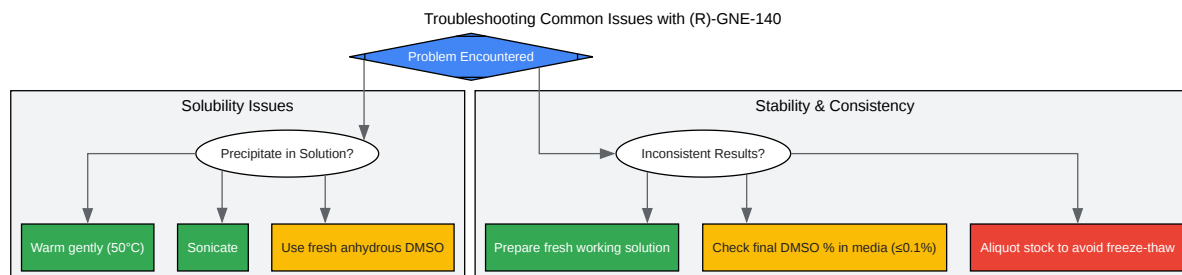 Troubleshooting Common Issues with (R)-GNE-140
Problem Encountered
Solubility Issues
Stability & Consistency
Precipitate in Solution?
Inconsistent Results?
Warm gently (50°C)
Sonicate
Use fresh anhydrous DMSO
Prepare fresh working solution
Check final DMSO % in media (≤0.1%)
Aliquot stock to avoid freeze-thaw